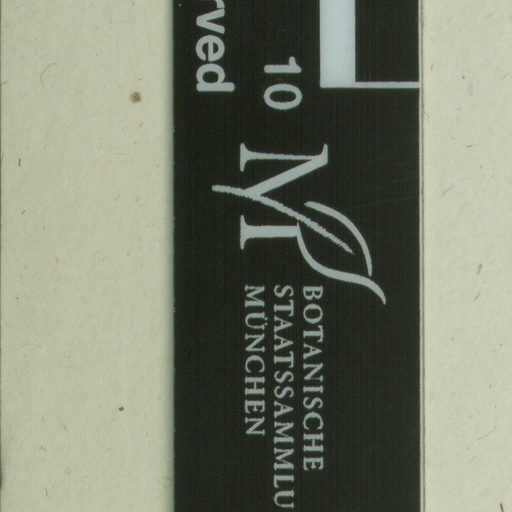 rved
10
BOTANISCHE
STAATSSAMMLU
MÜNCHEN